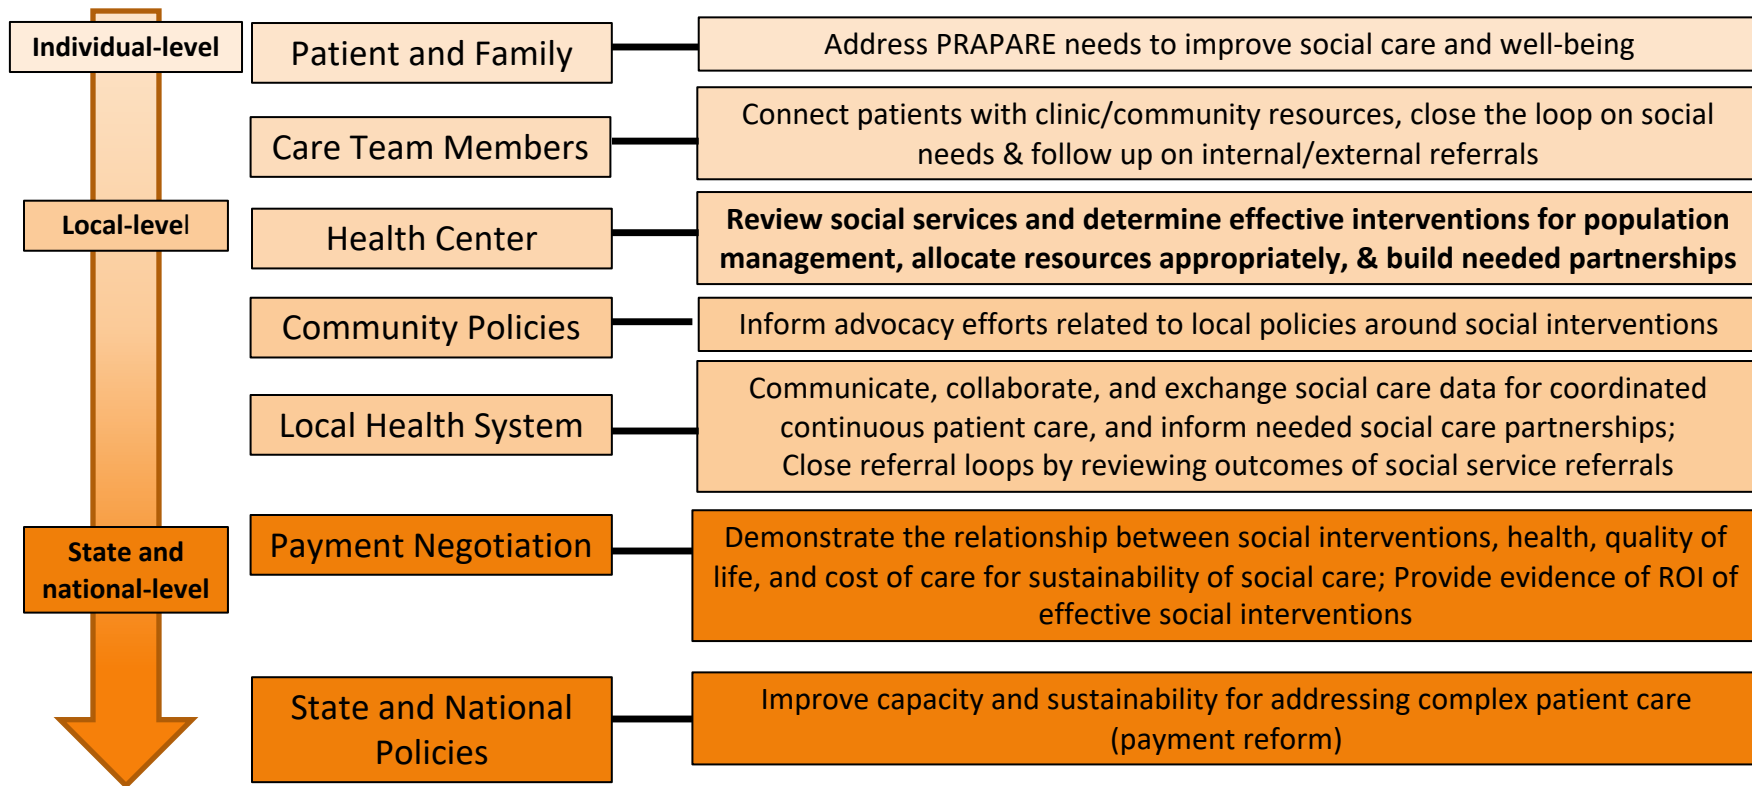 Individual-level
Patient and Family
Address PRAPARE needs to improve social care and well-being
Care Team Members
Connect patients with clinic/community resources, close the loop on social
needs & follow up on internal/external referrals
Local-level
Health Center
Review social services and determine effective interventions for population
management, allocate resources appropriately, & build needed partnerships
Community Policies
Inform advocacy efforts related to local policies around social interventions
Local Health System
Communicate, collaborate, and exchange social care data for coordinated
continuous patient care, and inform needed social care partnerships;
Close referral loops by reviewing outcomes of social service referrals
State and
national-level
Payment Negotiation
Demonstrate the relationship between social interventions, health, quality of
life, and cost of care for sustainability of social care; Provide evidence of ROI of
effective social interventions
State and National
Policies
Improve capacity and sustainability for addressing complex patient care
(payment reform)